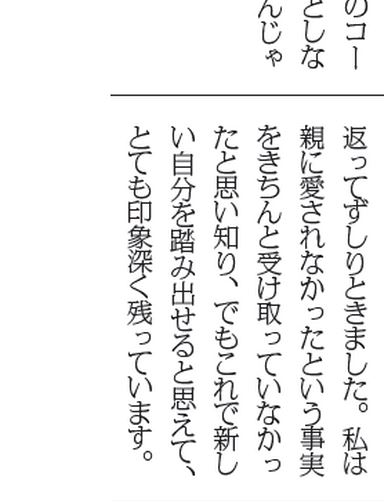 のコー
としな
んじゃ
返ってずしりときました。私は
親に愛されなかったという事実
をきちんと受け取っていなかっ
たと思い知り、でもこれで新し
い自分を踏み出せると思えて、
とても印象深く残っています。